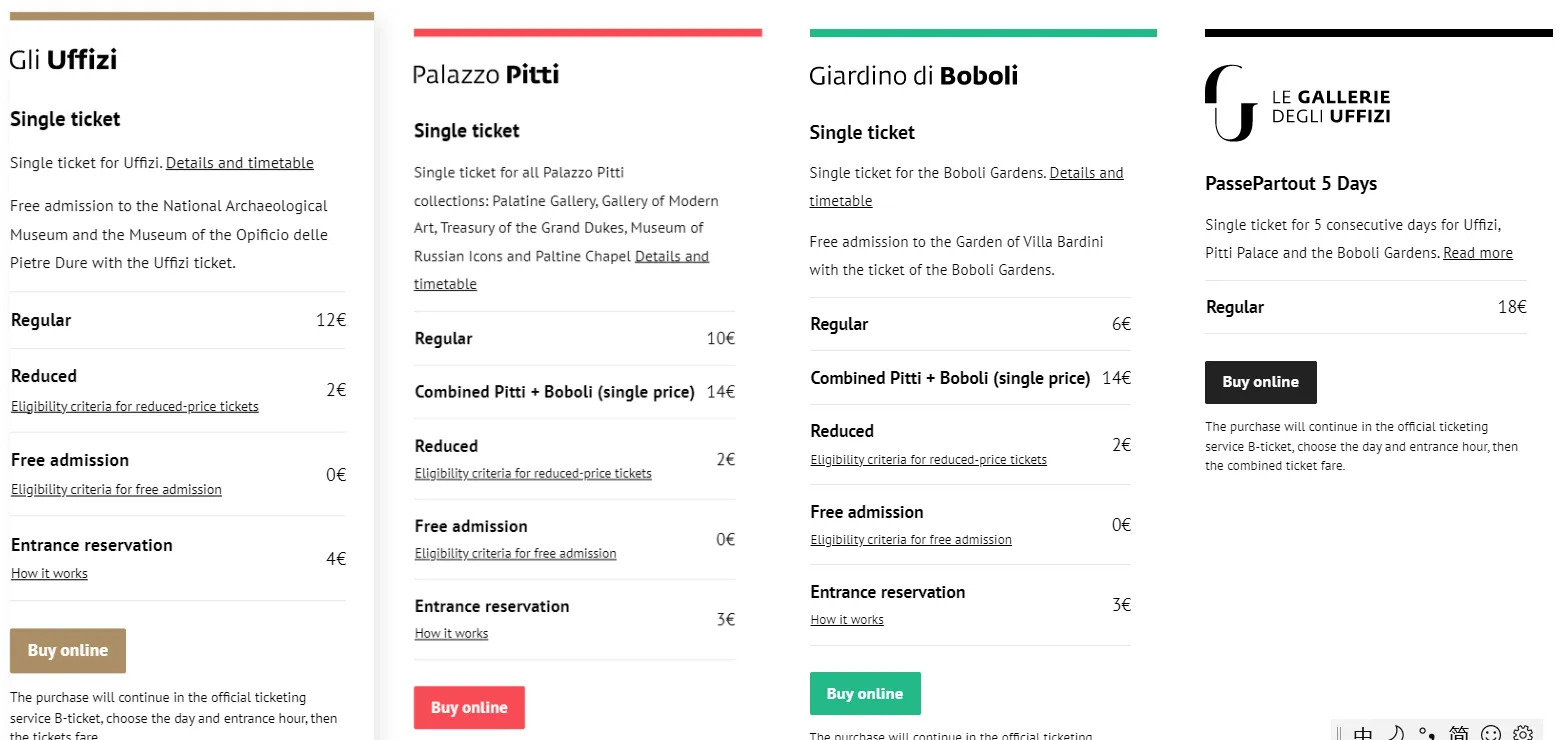 Gli Uffizi
Single ticket
Single ticket for Uffizi. Details and timetable
Free admission to the National Archaeological
Museum and the Museum of the Opificio delle
Pietre Dure with the Uffizi ticket.
Regular 12€
Reduced
Eligibility criteria for reduced-price tickets
2€
Free admission
Eligibility criteria for free admission
0€
Entrance reservation
How it works
4€
Buy online
The purchase will continue in the official ticketing
service B-ticket, choose the day and entrance hour, then
the tickets fare.
Palazzo Pitti
Single ticket
Single ticket for all Palazzo Pitti
collections: Palatine Gallery, Gallery of Modern
Art, Treasury of the Grand Dukes, Museum of
Russian Icons and Paltine Chapel Details and
timetable
Regular 10€
Combined Pitti + Boboli (single price) 14€
Reduced
Eligibility criteria for reduced-price tickets
2€
Free admission
Eligibility criteria for free admission
0€
Entrance reservation
How it works
3€
Buy online
Giardino di Boboli
Single ticket
Single ticket for the Boboli Gardens. Details and
timetable
Free admission to the Garden of Villa Bardini
with the ticket of the Boboli Gardens.
Regular 6€
Combined Pitti + Boboli (single price) 14€
Reduced
Eligibility criteria for reduced-price tickets
2€
Free admission
Eligibility criteria for free admission
0€
Entrance reservation
How it works
3€
Buy online
The purchase will continue in the official ticketing
LE GALLERIE
DEGLI UFFIZI
PassePartout 5 Days
Single ticket for 5 consecutive days for Uffizi,
Pitti Palace and the Boboli Gardens. Read more
Regular 18€
Buy online
The purchase will continue in the official ticketing
service B-ticket, choose the day and entrance hour, then
the combined ticket fare.
中 简